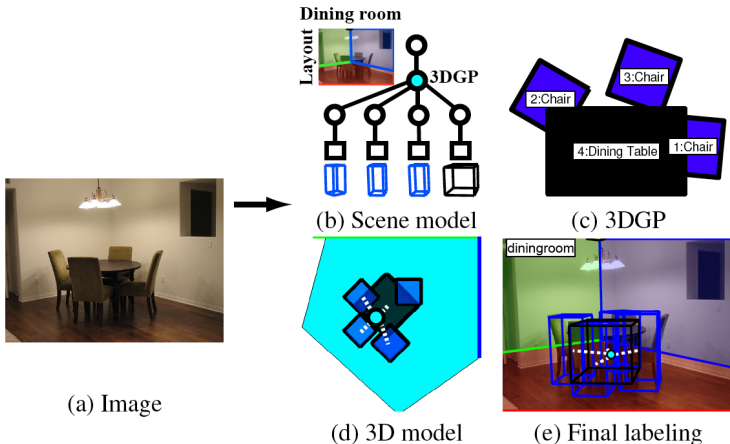 Dining room
Layout
3DGP
(b) Scene model
3:Chair
2:Chair
4:Dining Table
1:Chair
(c) 3DGP
(a) Image
(d) 3D model
diningroom
(e) Final labeling